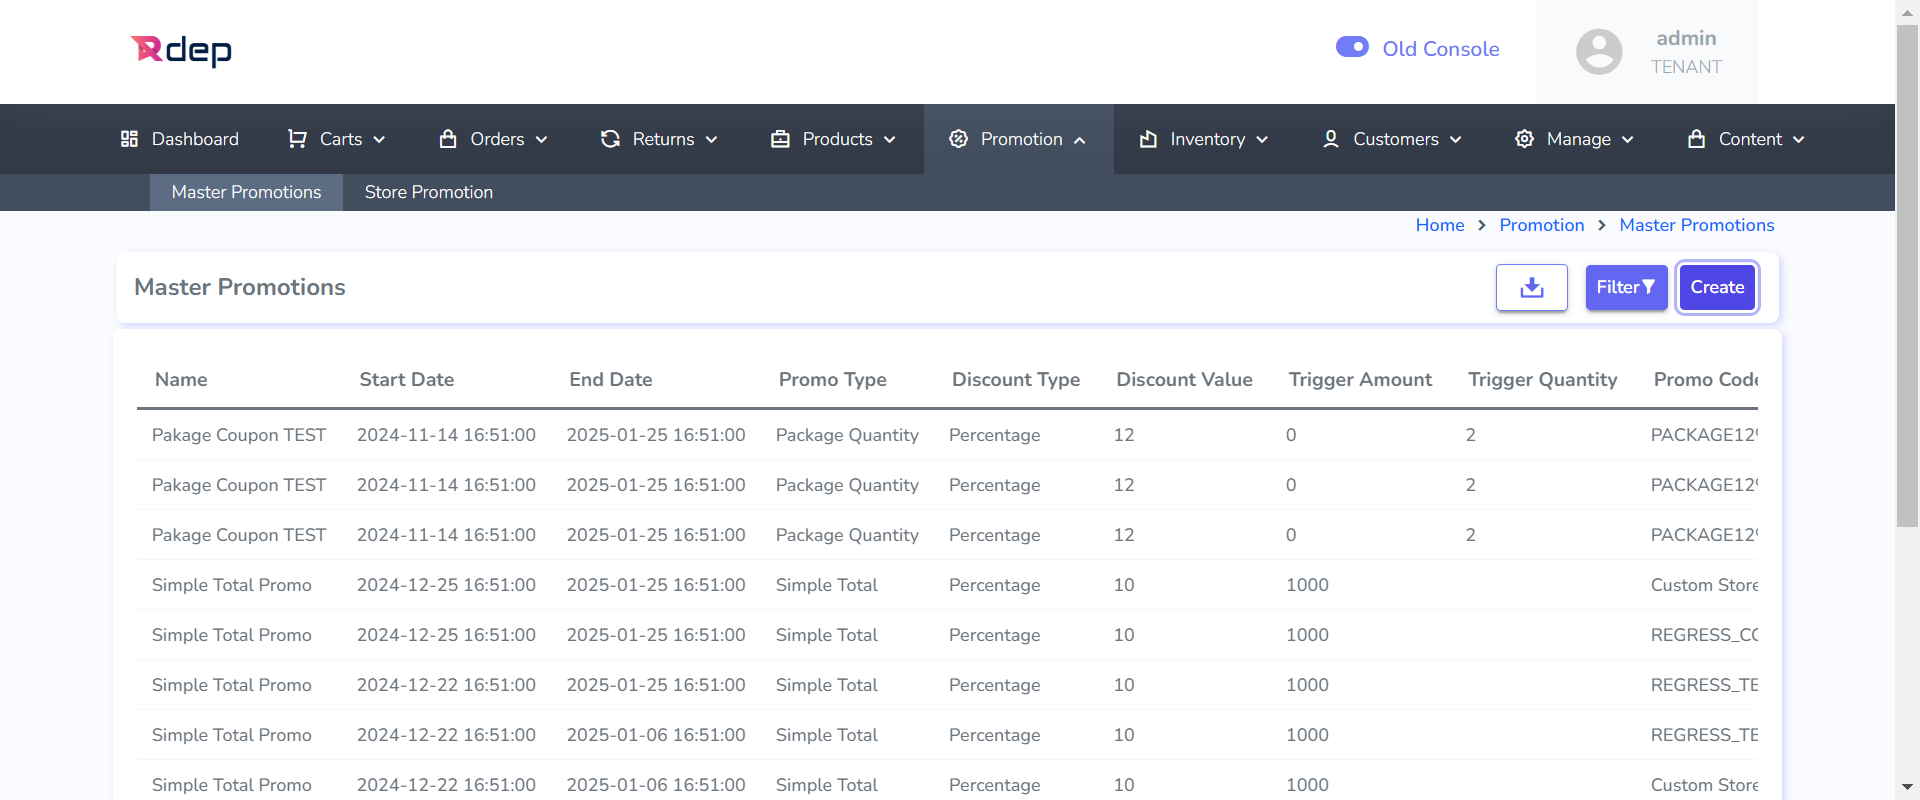 Rdep
Old Console
admin
TENANT
Dashboard Carts Orders Returns Products Promotion Inventory Customers Manage Content
Master Promotions Store Promotion
Home > Promotion > Master Promotions
Master Promotions Filter Create
Name Start Date End Date Promo Type Discount Type Discount Value Trigger Amount Trigger Quantity Promo Code
Pakage Coupon TEST 2024-11-14 16:51:00 2025-01-25 16:51:00 Package Quantity Percentage 12 0 2 PACKAGE129
Pakage Coupon TEST 2024-11-14 16:51:00 2025-01-25 16:51:00 Package Quantity Percentage 12 0 2 PACKAGE129
Pakage Coupon TEST 2024-11-14 16:51:00 2025-01-25 16:51:00 Package Quantity Percentage 12 0 2 PACKAGE129
Simple Total Promo 2024-12-25 16:51:00 2025-01-25 16:51:00 Simple Total Percentage 10 1000 Custom Store
Simple Total Promo 2024-12-25 16:51:00 2025-01-25 16:51:00 Simple Total Percentage 10 1000 REGRESS_CO
Simple Total Promo 2024-12-22 16:51:00 2025-01-25 16:51:00 Simple Total Percentage 10 1000 REGRESS_TE
Simple Total Promo 2024-12-22 16:51:00 2025-01-06 16:51:00 Simple Total Percentage 10 1000 REGRESS_TE
Simple Total Promo 2024-12-22 16:51:00 2025-01-06 16:51:00 Simple Total Percentage 10 1000 Custom Store